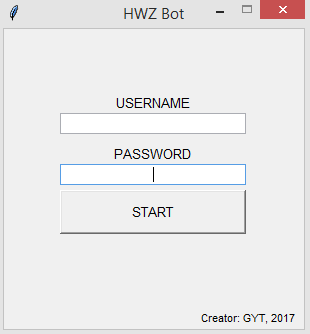 HWZ Bot
USERNAME
PASSWORD
START
Creator: GYT, 2017